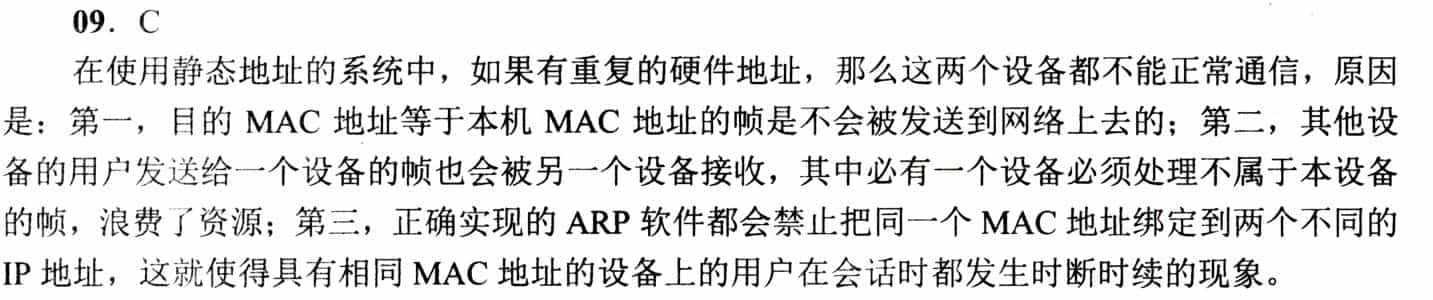 09．C
在使用静态地址的系统中，如果有重复的硬件地址，那么这两个设备都不能正常通信，原因
是：第一，目的 MAC 地址等于本机 MAC 地址的帧是不会被发送到网络上去的；第二，其他设
备的用户发送给一个设备的帧也会被另一个设备接收，其中必有一个设备必须处理不属于本设备
的帧，浪费了资源；第三，正确实现的 ARP 软件都会禁止把同一个 MAC 地址绑定到两个不同的
IP 地址，这就使得具有相同 MAC 地址的设备上的用户在会话时都发生时断时续的现象。